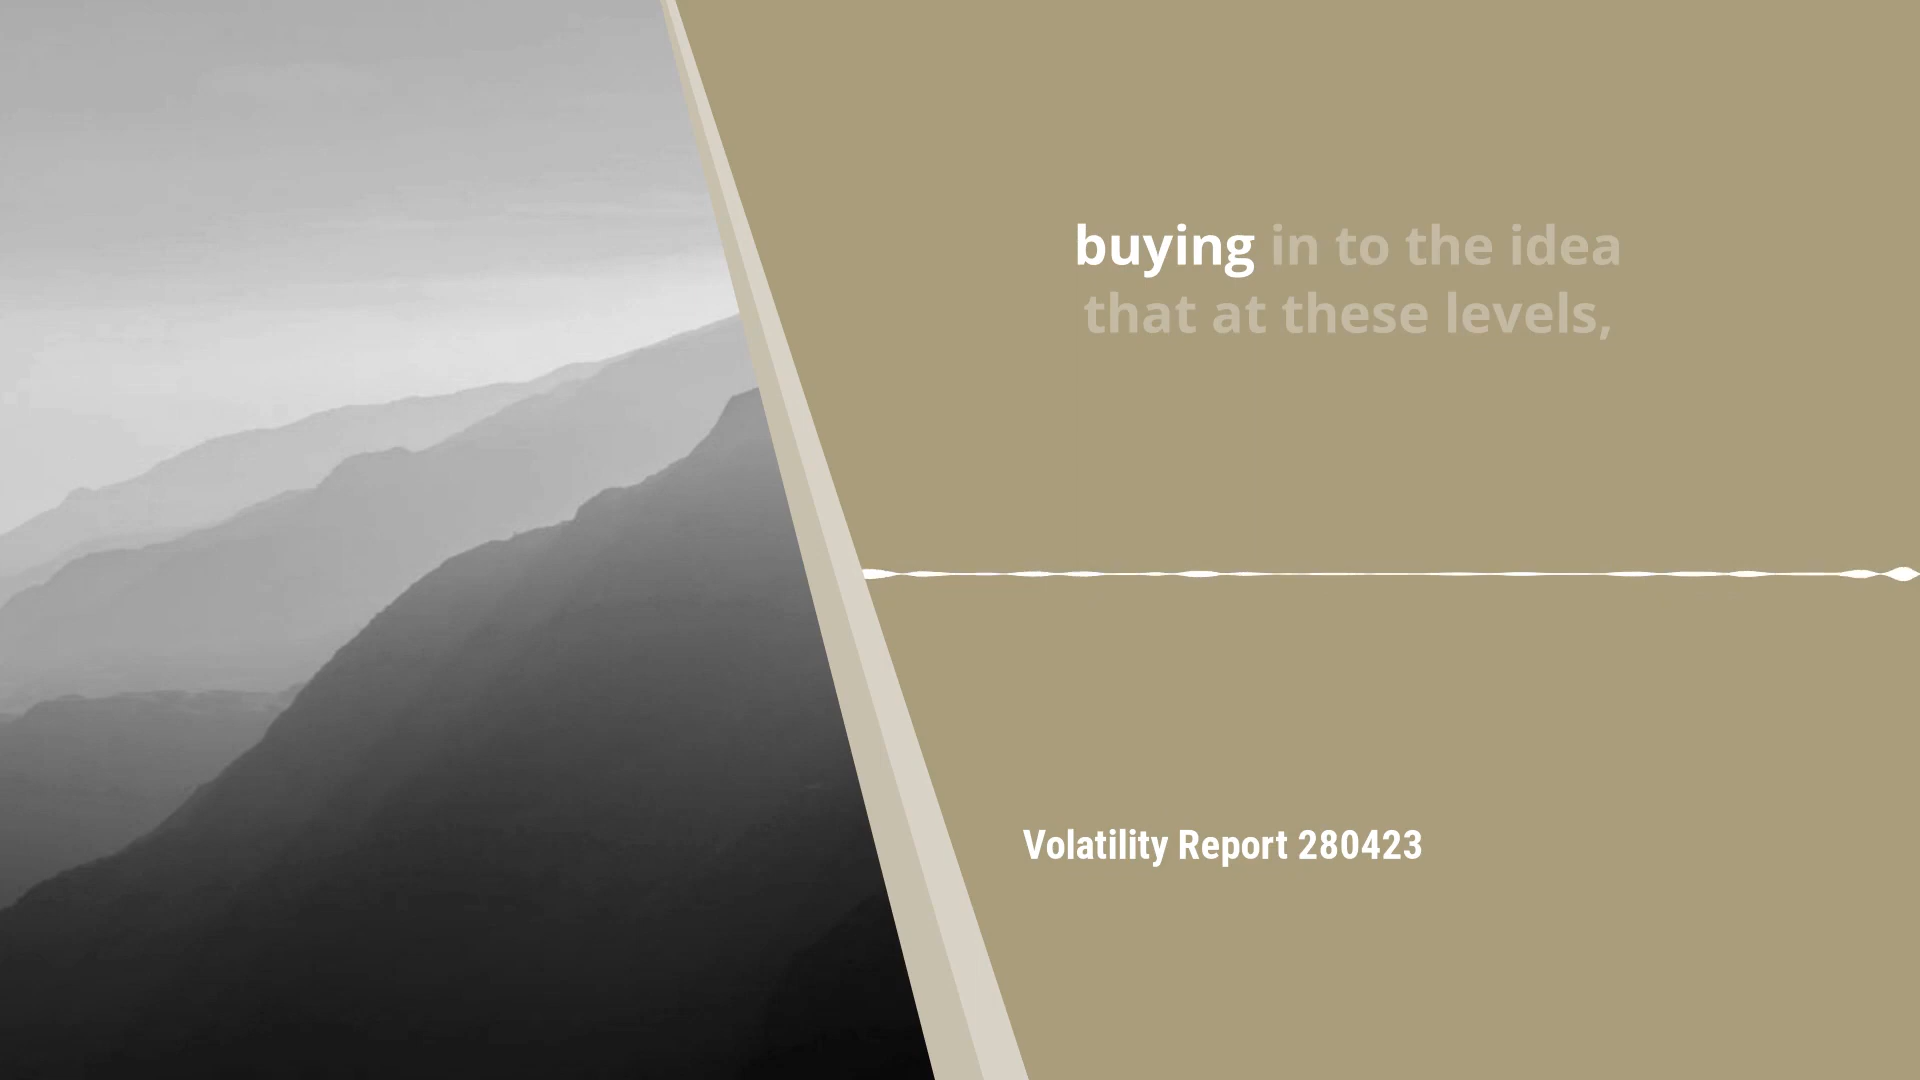 buying in to the idea
that at these levels,
Volatility Report 280423